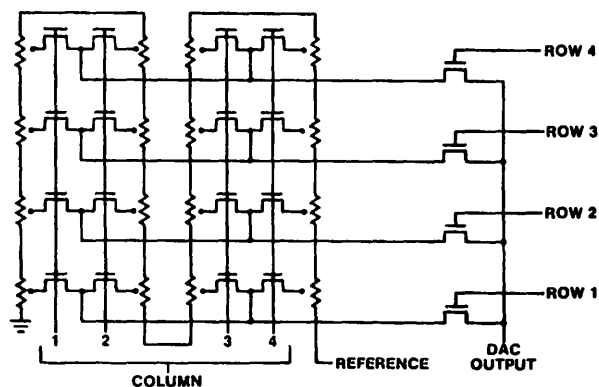 ROW 4
ROW 3
ROW 2
ROW 1
1 2 3 4
COLUMN
REFERENCE
DAC
OUTPUT